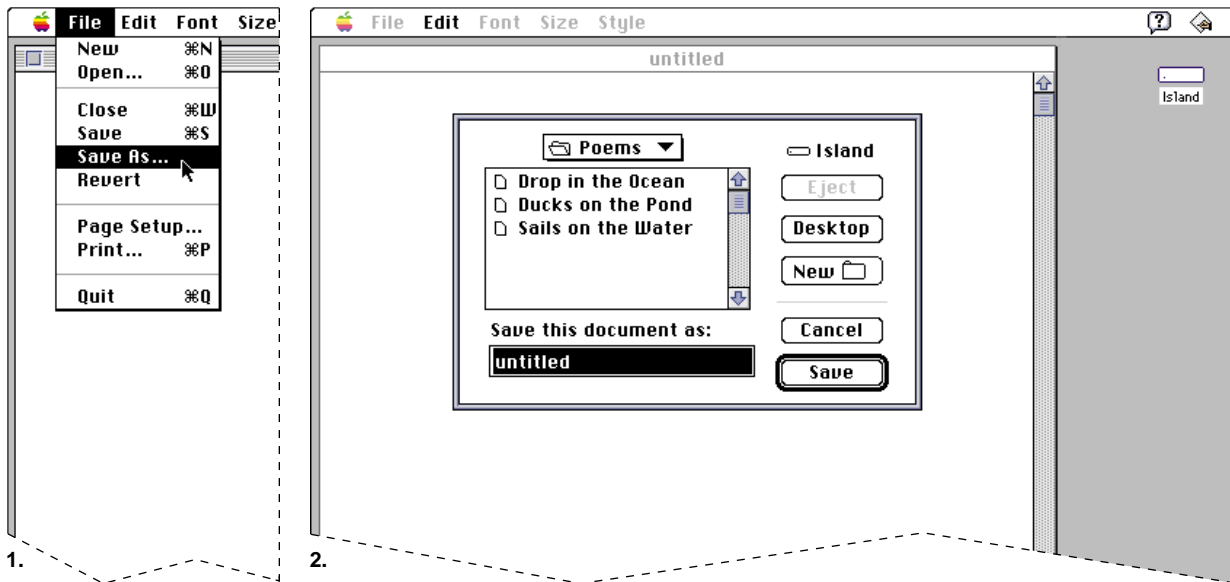 File Edit Font Size
New ⌘N
Open... ⌘O
Close ⌘W
Save ⌘S
Save As...
Revert
Page Setup...
Print... ⌘P
Quit ⌘Q
1.
File Edit Font Size Style
untitled
Island
Poems
Island
Drop in the Ocean
Ducks on the Pond
Sails on the Water
Eject
Desktop
New
Save this document as:
untitled
Cancel
Save
2.